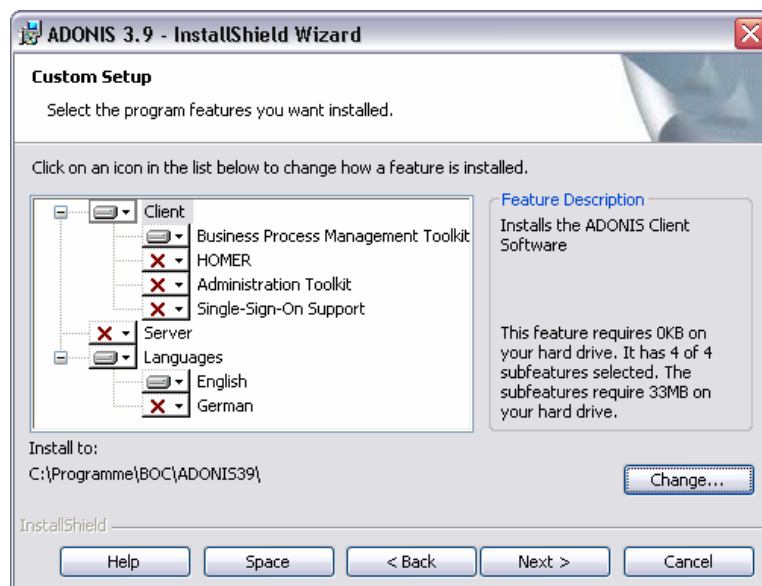 ADONIS 3.9 - InstallShield Wizard
Custom Setup
Select the program features you want installed.
Click on an icon in the list below to change how a feature is installed.
Client
Business Process Management Toolkit
HOMER
Administration Toolkit
Single-Sign-On Support
Server
Languages
English
German
Feature Description
Installs the ADONIS Client
Software
This feature requires 0KB on
your hard drive. It has 4 of 4
subfeatures selected. The
subfeatures require 33MB on
your hard drive.
Install to:
C:\Programme\BOC\ADONIS39\
Change...
InstallShield
Help
Space
< Back
Next >
Cancel